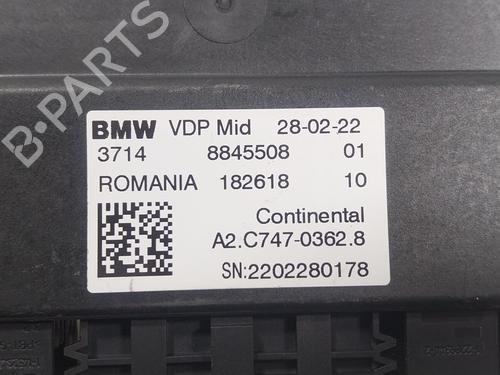 B-PARTS
BMW VDP Mid 28-02-22
3714 8845508 01
ROMANIA 182618 10
Continental
A2.C747-0362.8
SN:2202280178